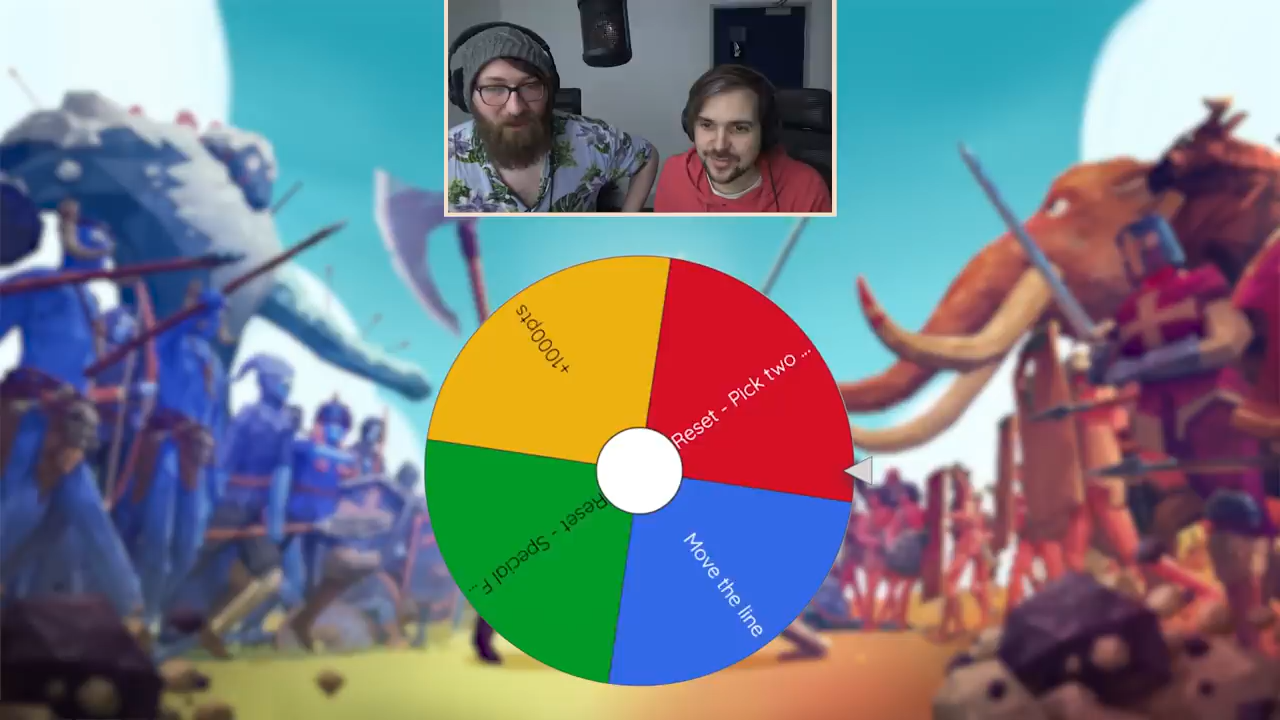 +1000pts
Reset - Pick two ...
Reset - Special F...
Move the line